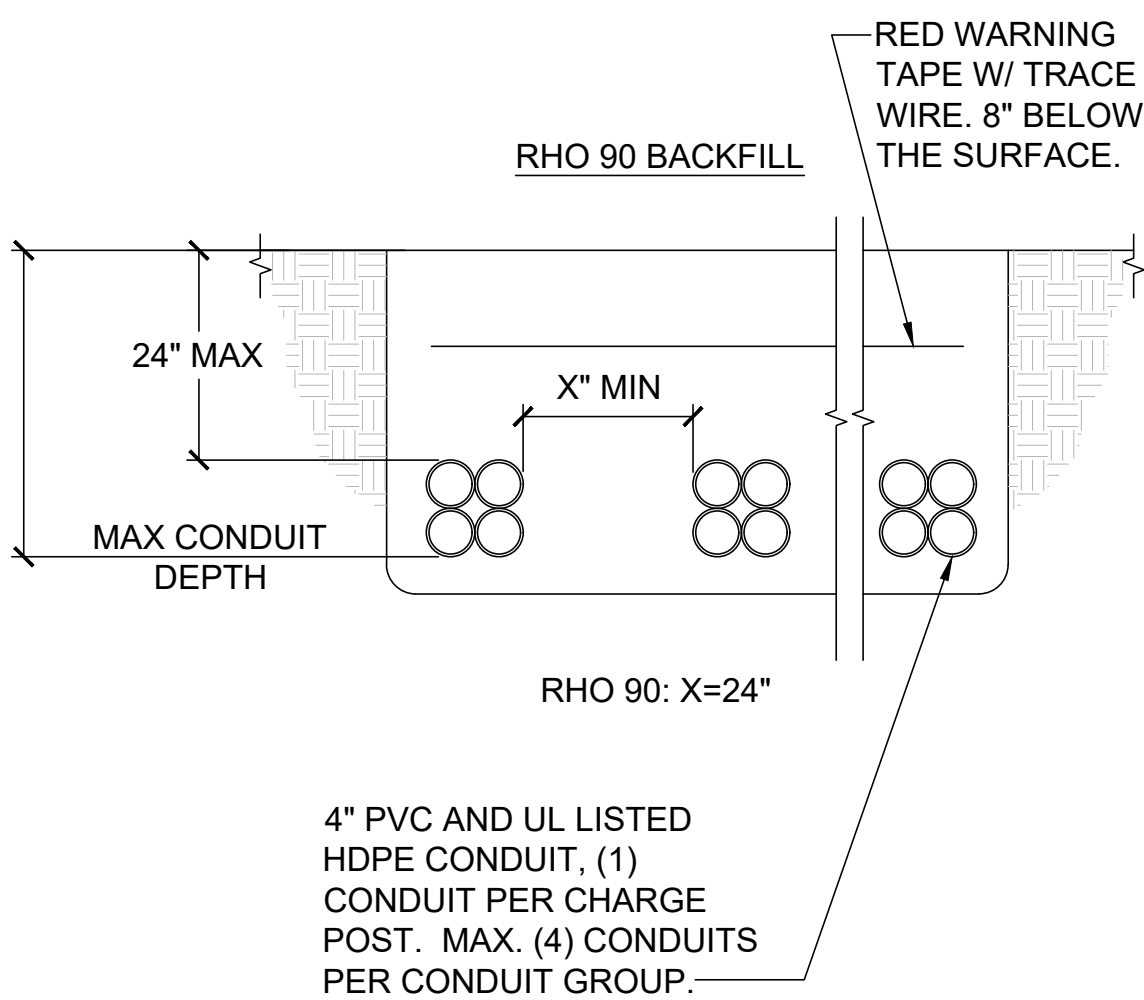 RED WARNING
TAPE W/ TRACE
WIRE. 8" BELOW
THE SURFACE.
RHO 90 BACKFILL
24" MAX
X" MIN
MAX CONDUIT
DEPTH
RHO 90: X=24"
4" PVC AND UL LISTED
HDPE CONDUIT, (1)
CONDUIT PER CHARGE
POST. MAX. (4) CONDUITS
PER CONDUIT GROUP.